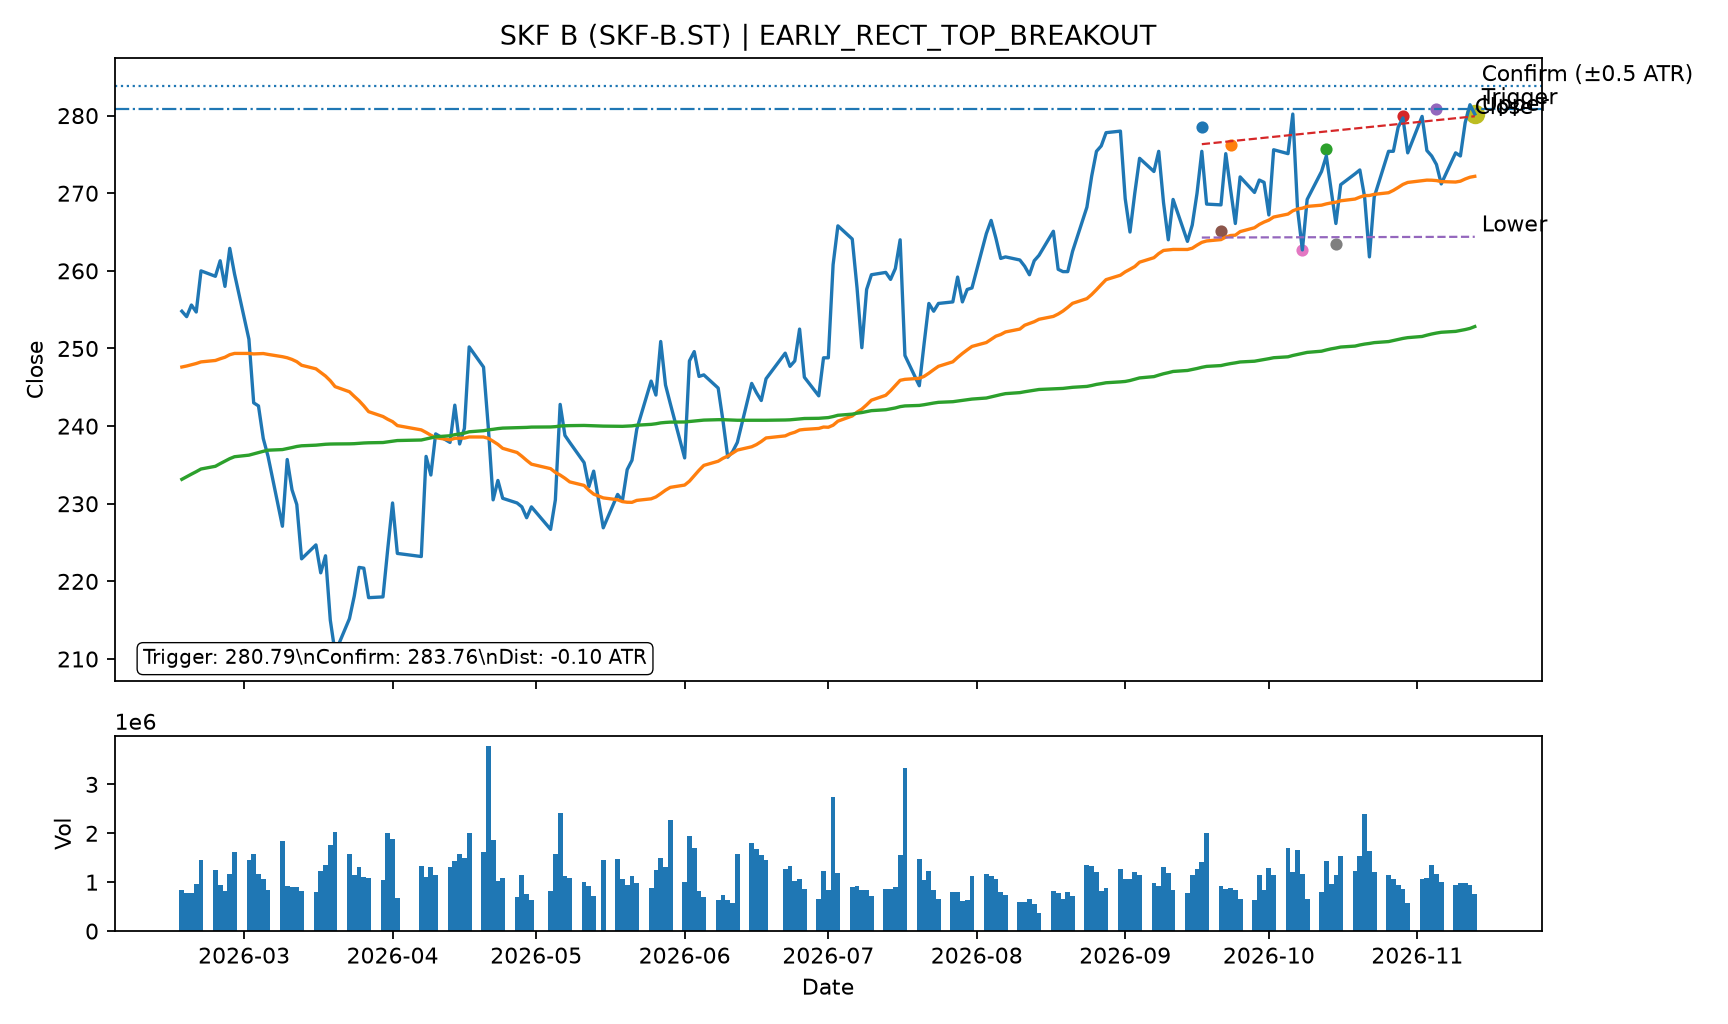 SKF B (SKF-B.ST) | EARLY_RECT_TOP_BREAKOUT
Confirm (±0.5 ATR)
Trigger
Upper
Close
Lower
280
270
260
250
240
230
220
210
Close
Trigger: 280.79\nConfirm: 283.76\nDist: -0.10 ATR
1e6
3
2
1
0
Vol
2026-03
2026-04
2026-05
2026-06
2026-07
2026-08
2026-09
2026-10
2026-11
Date